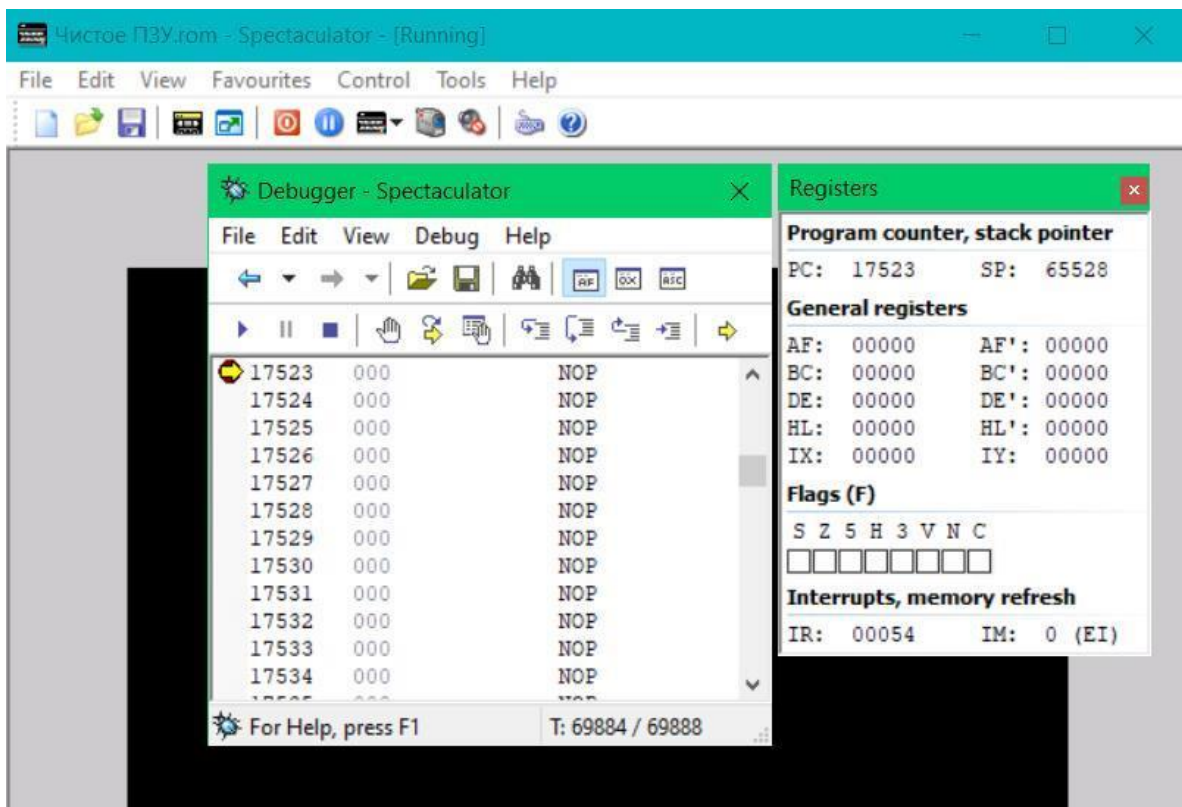 Чистое ПЗУ.rom - Spectaculator - [Running]
File Edit View Favourites Control Tools Help
Debugger - Spectaculator
File Edit View Debug Help
17523 000 NOP
17524 000 NOP
17525 000 NOP
17526 000 NOP
17527 000 NOP
17528 000 NOP
17529 000 NOP
17530 000 NOP
17531 000 NOP
17532 000 NOP
17533 000 NOP
17534 000 NOP
For Help, press F1 T: 69884 / 69888
Registers
Program counter, stack pointer
PC: 17523 SP: 65528
General registers
AF: 00000 AF': 00000
BC: 00000 BC': 00000
DE: 00000 DE': 00000
HL: 00000 HL': 00000
IX: 00000 IY: 00000
Flags (F)
S Z 5 H 3 V N C
Interrupts, memory refresh
IR: 00054 IM: 0 (EI)